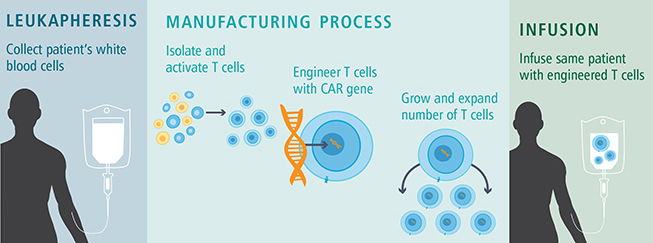 LEUKAPHERESIS
Collect patient's white
blood cells
MANUFACTURING PROCESS
Isolate and
activate T cells
Engineer T cells
with CAR gene
Grow and expand
number of T cells
INFUSION
Infuse same patient
with engineered T cells